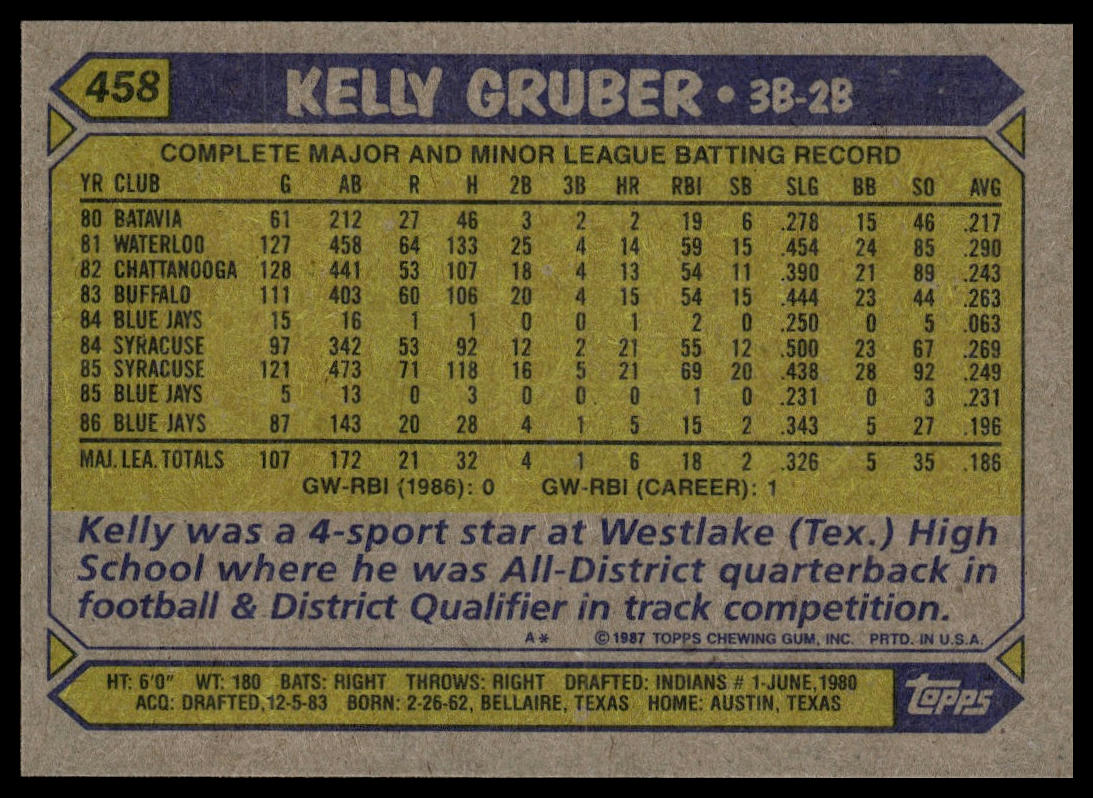 458 KELLY GRUBER • 3B-2B
COMPLETE MAJOR AND MINOR LEAGUE BATTING RECORD
YR CLUB G AB R H 2B 3B HR RBI SB SLG BB SO AVG
80 BATAVIA 61 212 27 46 3 2 2 19 6 .278 15 46 .217
81 WATERLOO 127 458 64 133 25 4 14 59 15 .454 24 85 .290
82 CHATTANOOGA 128 441 53 107 18 4 13 54 11 .390 21 89 .243
83 BUFFALO 111 403 60 106 20 4 15 54 15 .444 23 44 .263
84 BLUE JAYS 15 16 1 1 0 0 1 2 0 .250 0 5 .063
84 SYRACUSE 97 342 53 92 12 2 21 55 12 .500 23 67 .269
85 SYRACUSE 121 473 71 118 16 5 21 69 20 .438 28 92 .249
85 BLUE JAYS 5 13 0 3 0 0 0 1 0 .231 0 3 .231
86 BLUE JAYS 87 143 20 28 4 1 5 15 2 .343 5 27 .196
MAJ. LEA. TOTALS 107 172 21 32 4 1 6 18 2 .326 5 35 .186
GW-RBI (1986): 0 GW-RBI (CAREER): 1
Kelly was a 4-sport star at Westlake (Tex.) High
School where he was All-District quarterback in
football & District Qualifier in track competition.
A* ©1987 TOPPS CHEWING GUM, INC. PRTD. IN U.S.A.
HT: 6'0" WT: 180 BATS: RIGHT THROWS: RIGHT DRAFTED: INDIANS # 1-JUNE, 1980
ACQ: DRAFTED, 12-5-83 BORN: 2-26-62, BELLAIRE, TEXAS HOME: AUSTIN, TEXAS
topps